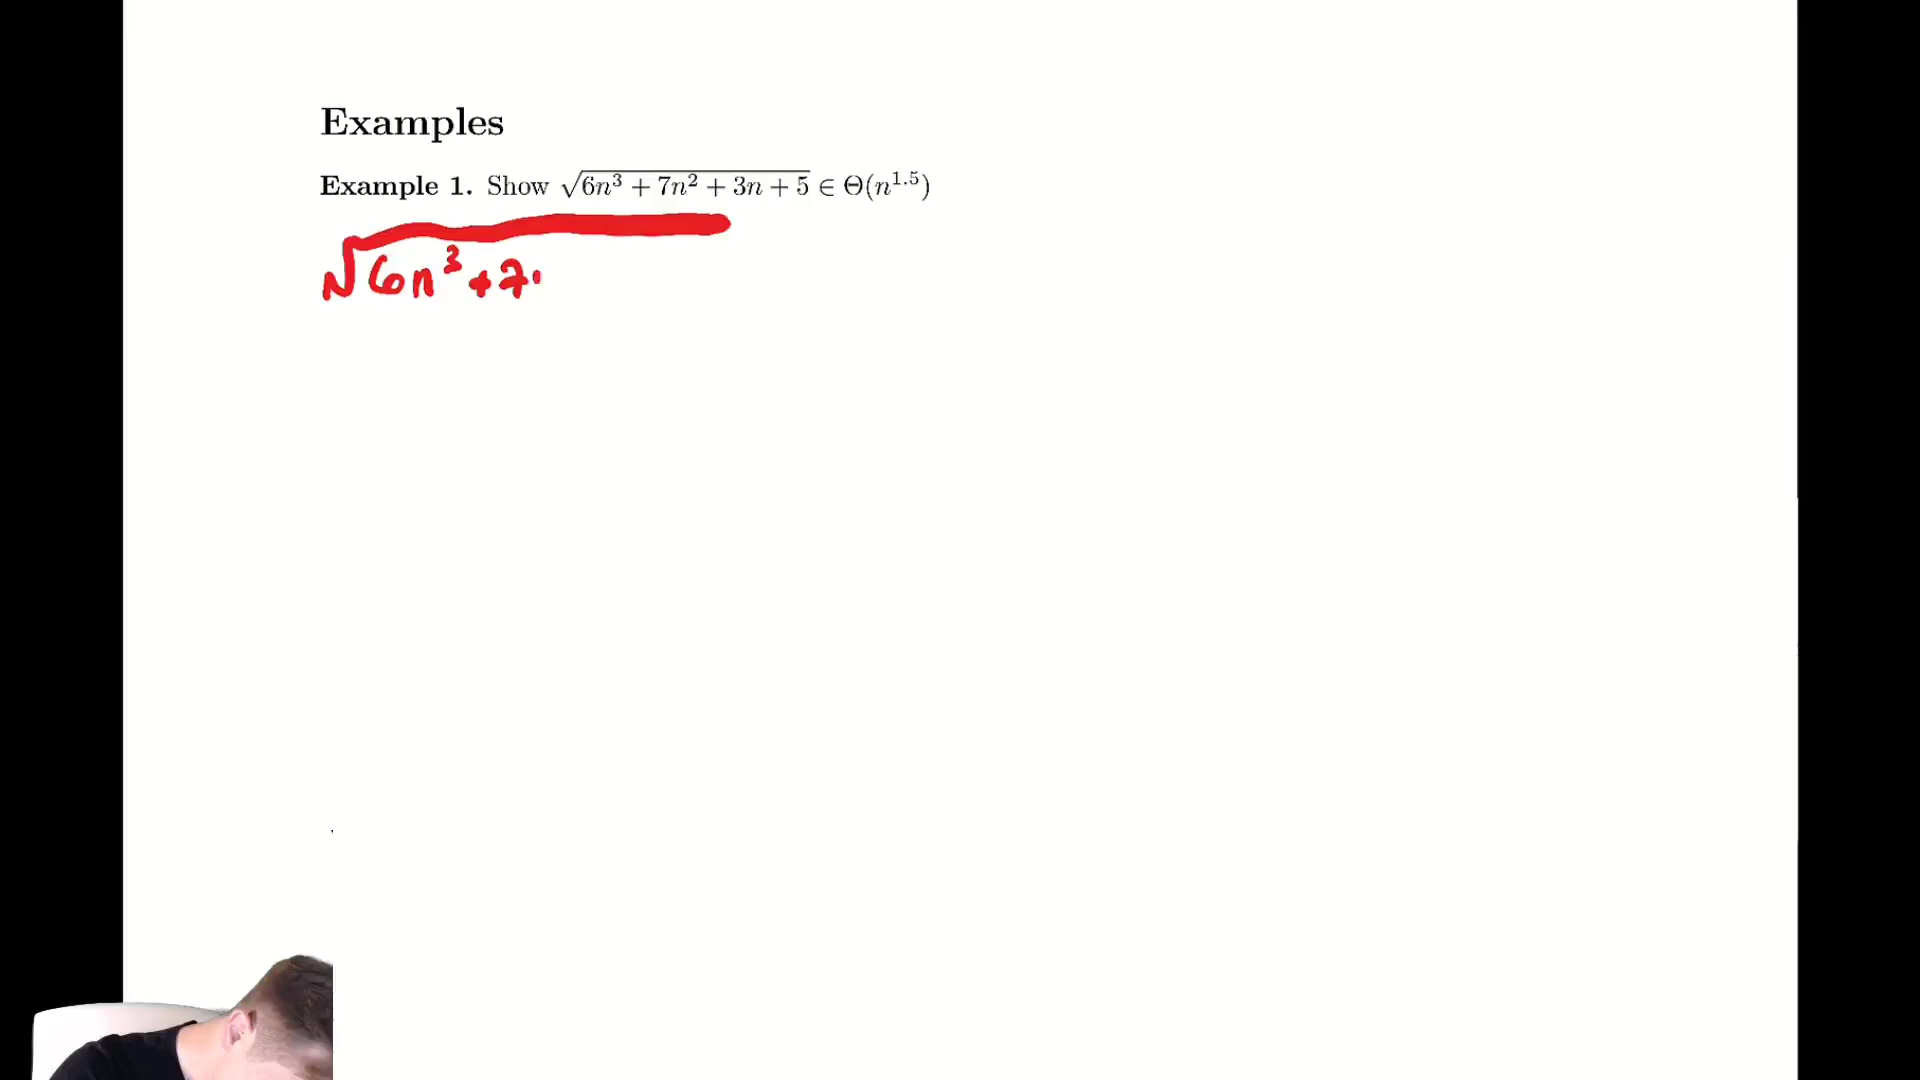 Examples
Example 1. Show √(6n³ + 7n² + 3n + 5) ∈ Θ(n^{1.5})
√(6n³ + 7